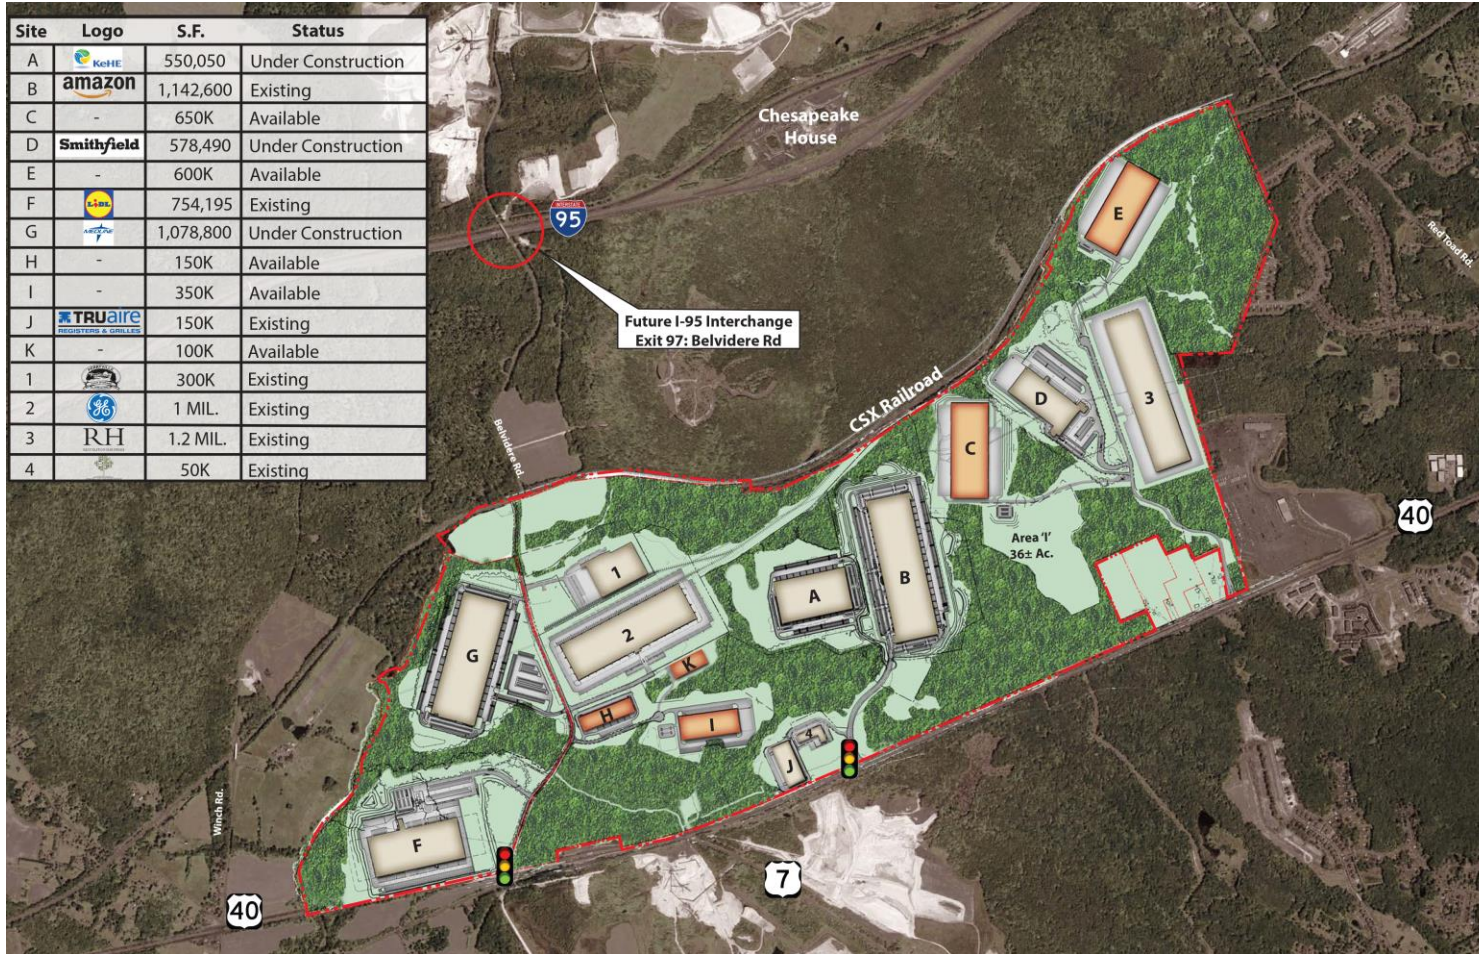 Site Logo S.F. Status
A KeHE 550,050 Under Construction
B amazon 1,142,600 Existing
C - 650K Available
D Smithfield 578,490 Under Construction
E - 600K Available
F LIDL 754,195 Existing
G MEDLINE 1,078,800 Under Construction
H - 150K Available
I - 350K Available
J TRUaire 150K Existing
REGISTERS & GRILLES
K - 100K Available
1 300K Existing
2 GE 1 MIL. Existing
3 RH 1.2 MIL. Existing
4 50K Existing
Chesapeake
House
INTERSTATE
95
Future I-95 Interchange
Exit 97: Belvidere Rd
CSX Railroad
Belvidere Rd.
Red Toad Rd.
Winch Rd.
E
D
3
C
40
Area 'I'
36± Ac.
1
A
B
2
G
K
H
I
4
J
F
7
40